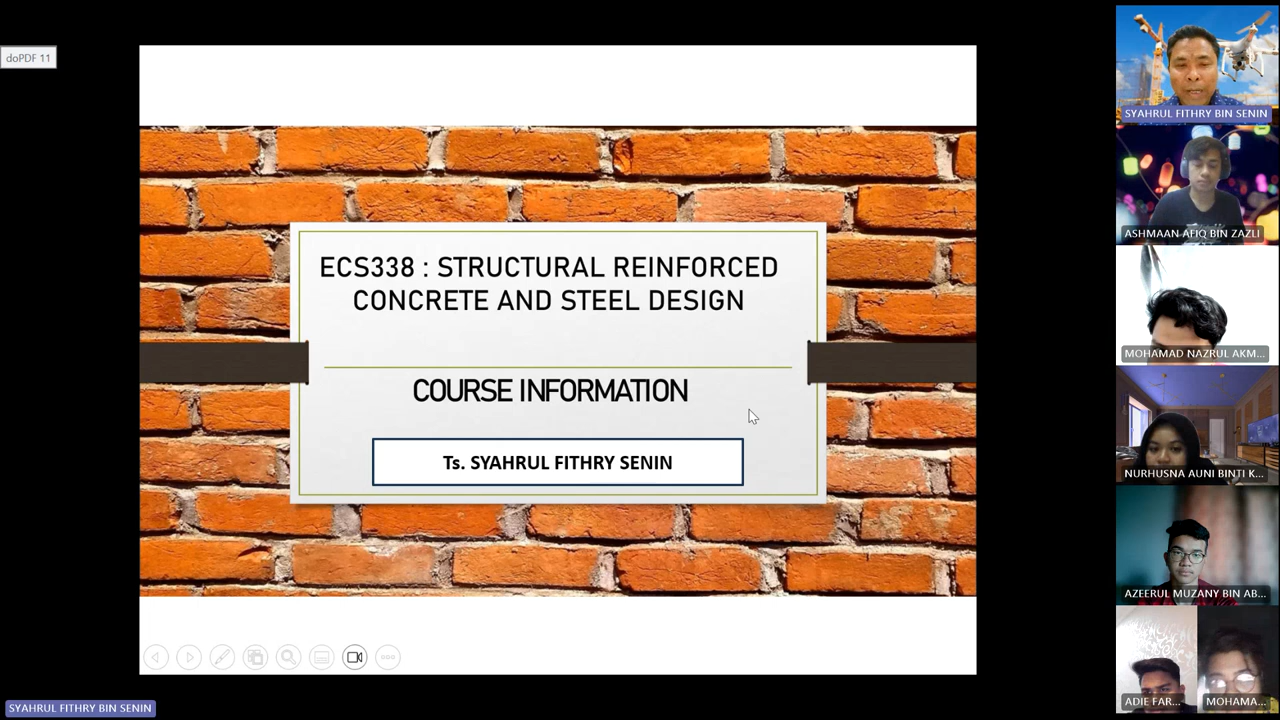 doPDF 11
ECS338 : STRUCTURAL REINFORCED
CONCRETE AND STEEL DESIGN
COURSE INFORMATION
Ts. SYAHRUL FITHRY SENIN
SYAHRUL FITHRY BIN SENIN
SYAHRUL FITHRY BIN SENIN
ASHMAAN AFIQ BIN ZAZLI
MOHAMAD NAZRUL AKM...
NURHUSNA AUNI BINTI K...
AZEERUL MUZANY BIN AB...
ADIE FAR...
MOHAMA...